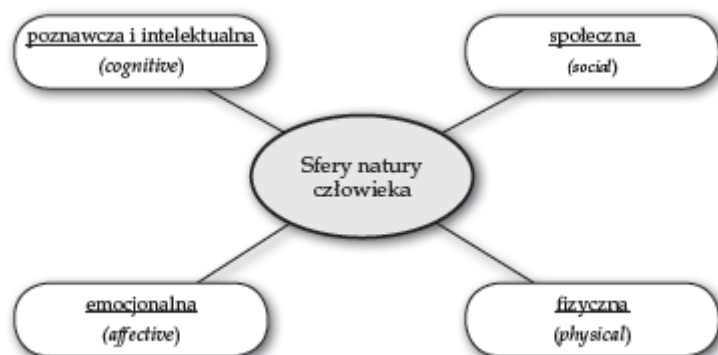 poznawcza i intelektualna
(cognitive)
społeczna
(social)
Sfery natury
człowieka
emocjonalna
(affective)
fizyczna
(physical)